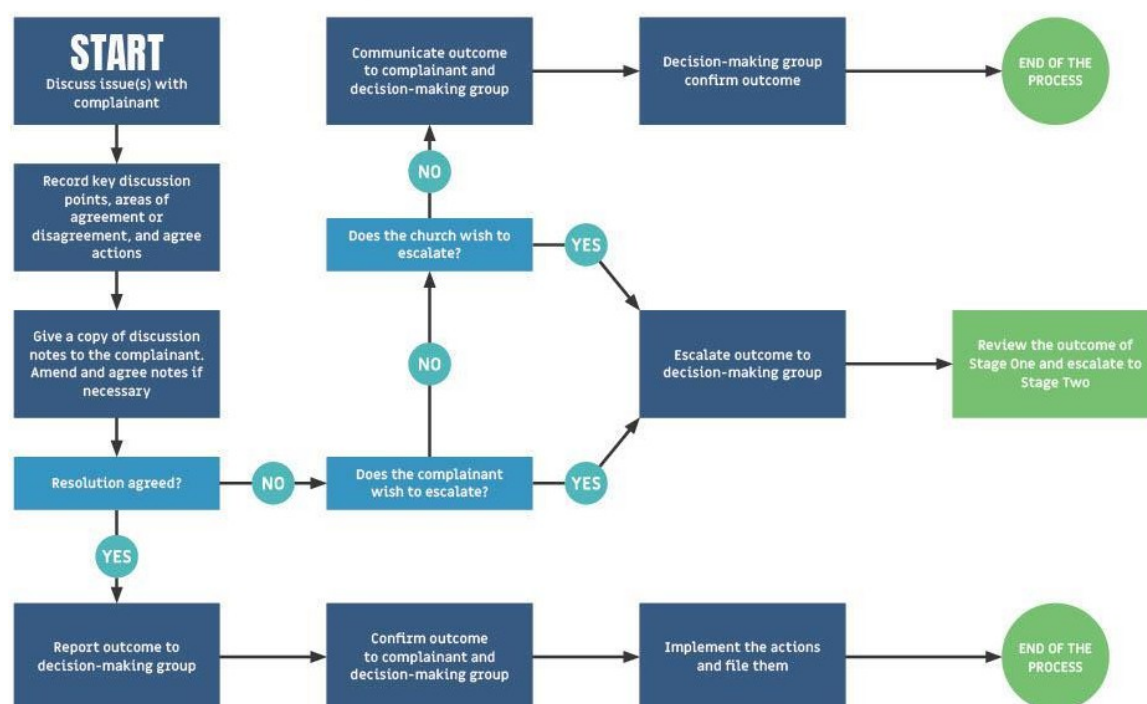 START
Discuss issue(s) with
complainant
Record key discussion
points, areas of
agreement or
disagreement, and agree
actions
Give a copy of discussion
notes to the complainant.
Amend and agree notes if
necessary
Resolution agreed?
NO
YES
Report outcome to
decision-making group
Confirm outcome
to complainant and
decision-making group
Implement the actions
and file them
END OF THE
PROCESS
Does the complainant
wish to escalate?
YES
NO
Does the church wish to
escalate?
YES
NO
Communicate outcome
to complainant and
decision-making group
Decision-making group
confirm outcome
END OF THE
PROCESS
Escalate outcome to
decision-making group
Review the outcome of
Stage One and escalate to
Stage Two